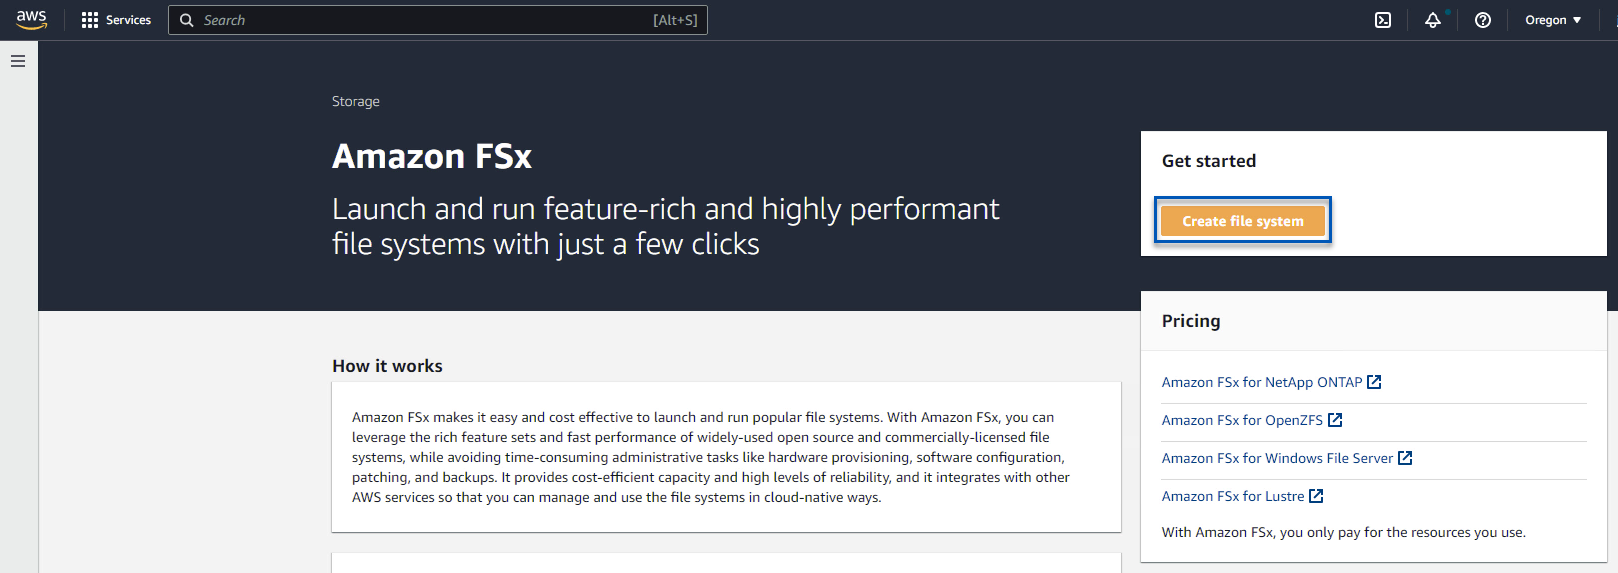 aws
Services
Search
[Alt+S]
Oregon
Storage
Amazon FSx
Launch and run feature-rich and highly performant
file systems with just a few clicks
Get started
Create file system
Pricing
Amazon FSx for NetApp ONTAP
Amazon FSx for OpenZFS
Amazon FSx for Windows File Server
Amazon FSx for Lustre
With Amazon FSx, you only pay for the resources you use.
How it works
Amazon FSx makes it easy and cost effective to launch and run popular file systems. With Amazon FSx, you can
leverage the rich feature sets and fast performance of widely-used open source and commercially-licensed file
systems, while avoiding time-consuming administrative tasks like hardware provisioning, software configuration,
patching, and backups. It provides cost-efficient capacity and high levels of reliability, and it integrates with other
AWS services so that you can manage and use the file systems in cloud-native ways.